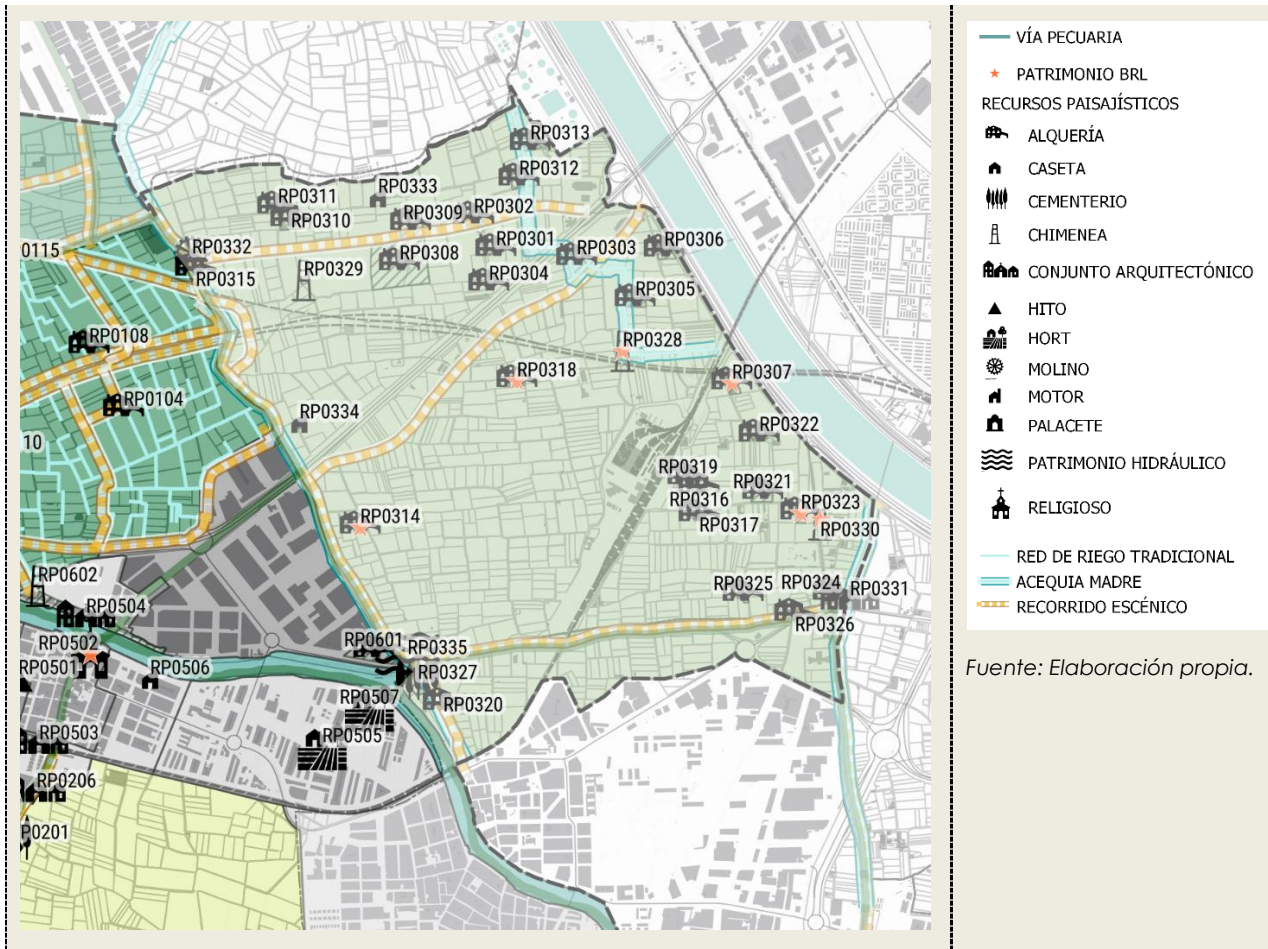 RP0313
RP0312
RP0333
RP0311
RP0302
RP0309
RP0310
RP0301
RP0306
RP0332
RP0303
0115
RP0308
RP0329
RP0304
RP0315
RP0305
RP0108
RP0328
RP0318
RP0307
RP0104
RP0334
RP0322
10
RP0319
RP0321
RP0316
RP0323
RP0314
RP0317
RP0330
RP0602
RP0325
RP0324
RP0331
RP0504
RP0326
RP0502
RP0601
RP0335
RP0501
RP0506
RP0327
RP0507
RP0320
RP0503
RP0505
RP0206
P0201
VÍA PECUARIA
PATRIMONIO BRL
RECURSOS PAISAJÍSTICOS
ALQUERÍA
CASETA
CEMENTERIO
CHIMENEA
CONJUNTO ARQUITECTÓNICO
HITO
HORT
MOLINO
MOTOR
PALACETE
PATRIMONIO HIDRÁULICO
RELIGIOSO
RED DE RIEGO TRADICIONAL
ACEQUIA MADRE
RECORRIDO ESCÉNICO
Fuente: Elaboración propia.